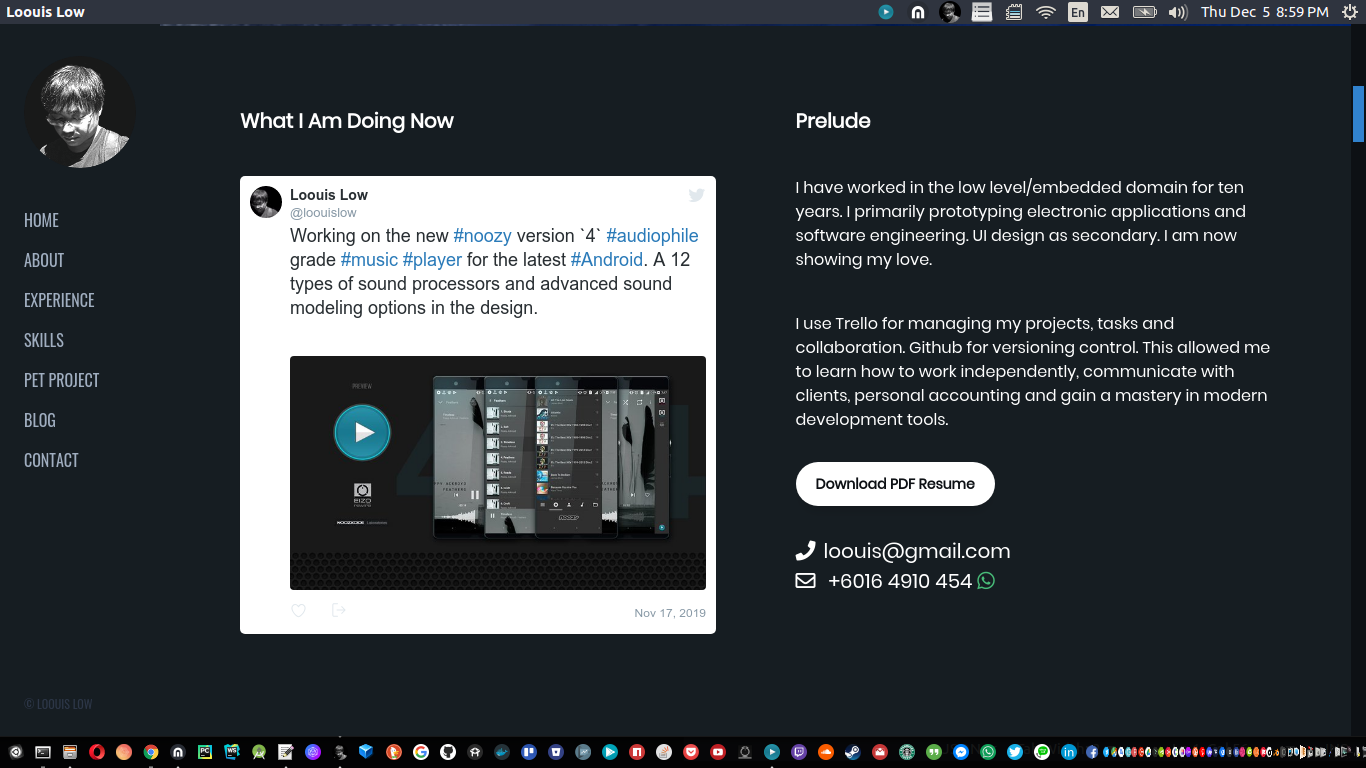 Loouis Low
En
Thu Dec 5 8:59 PM
HOME
ABOUT
EXPERIENCE
SKILLS
PET PROJECT
BLOG
CONTACT
© LOOUIS LOW
What I Am Doing Now
Loouis Low
@loouislow
Working on the new #noozy version `4` #audiophile
grade #music #player for the latest #Android. A 12
types of sound processors and advanced sound
modeling options in the design.
PREVIEW
Nov 17, 2019
Prelude
I have worked in the low level/embedded domain for ten
years. I primarily prototyping electronic applications and
software engineering. UI design as secondary. I am now
showing my love.
I use Trello for managing my projects, tasks and
collaboration. Github for versioning control. This allowed me
to learn how to work independently, communicate with
clients, personal accounting and gain a mastery in modern
development tools.
Download PDF Resume
loouis@gmail.com
+6016 4910 454